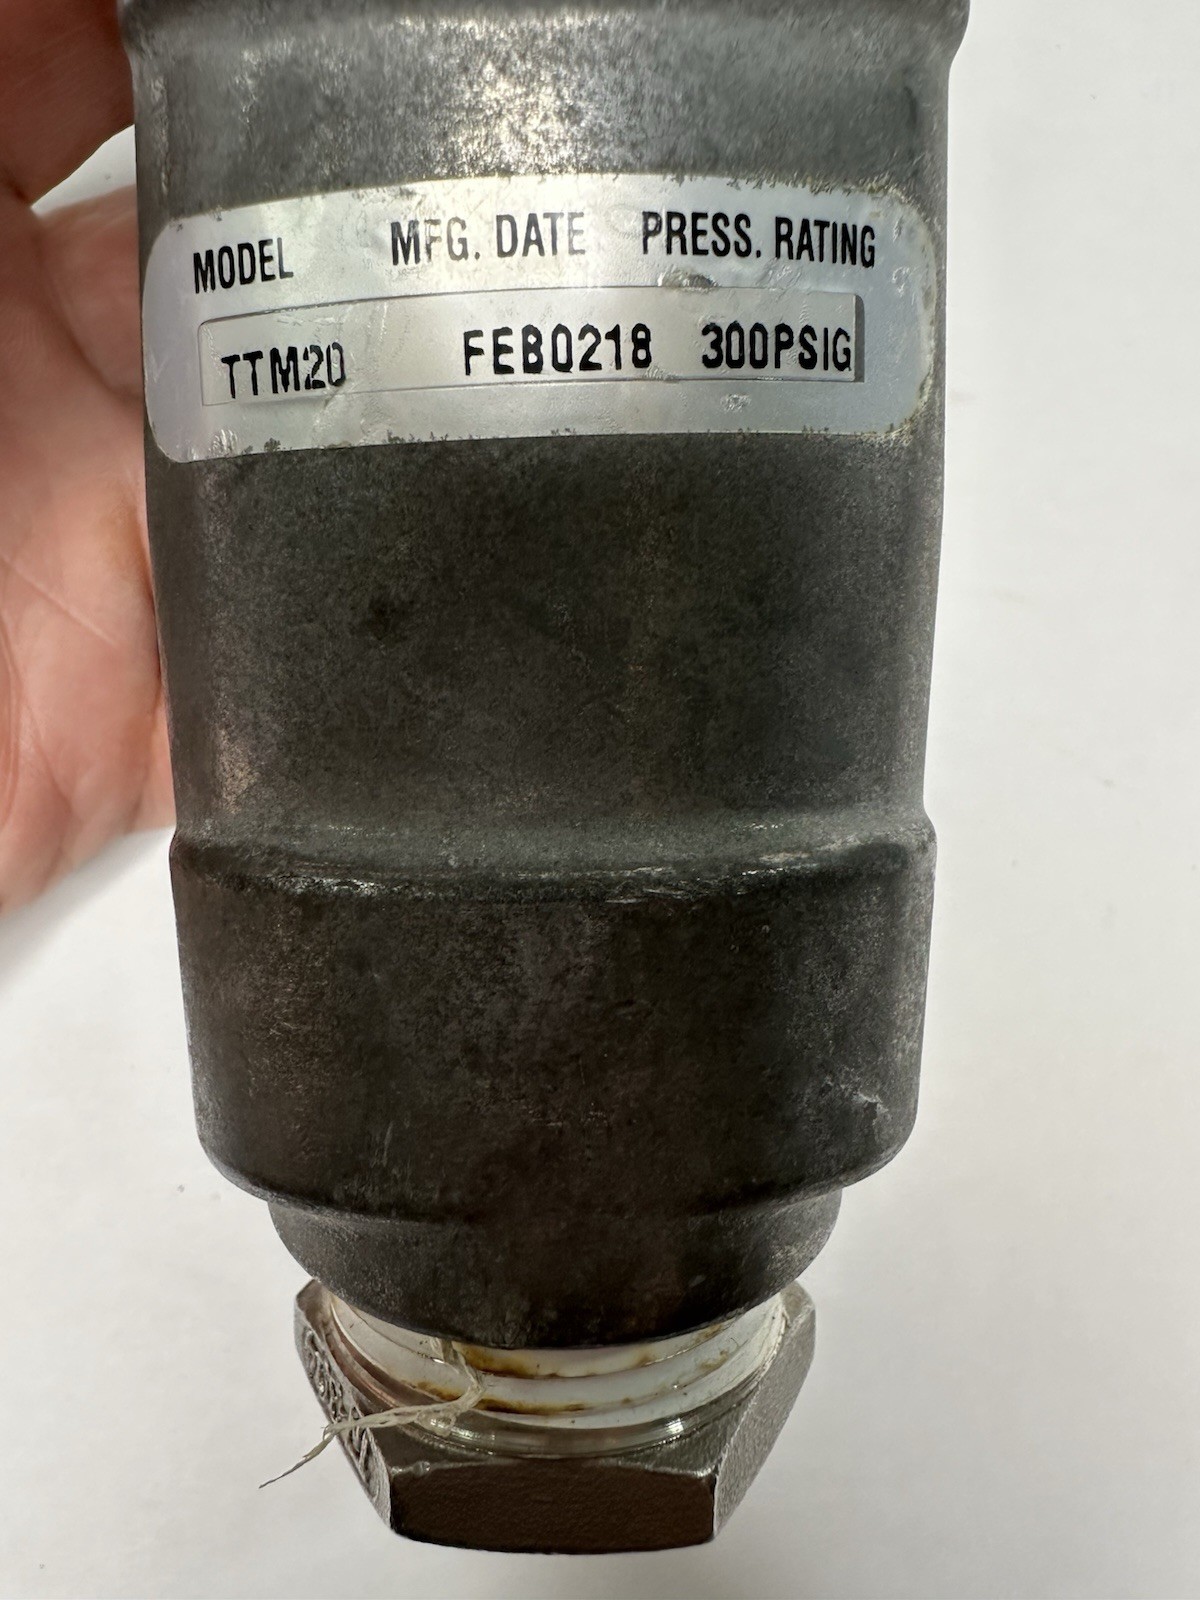 MODEL MFG. DATE PRESS. RATING
TTM20 FEB0218 300PSIG